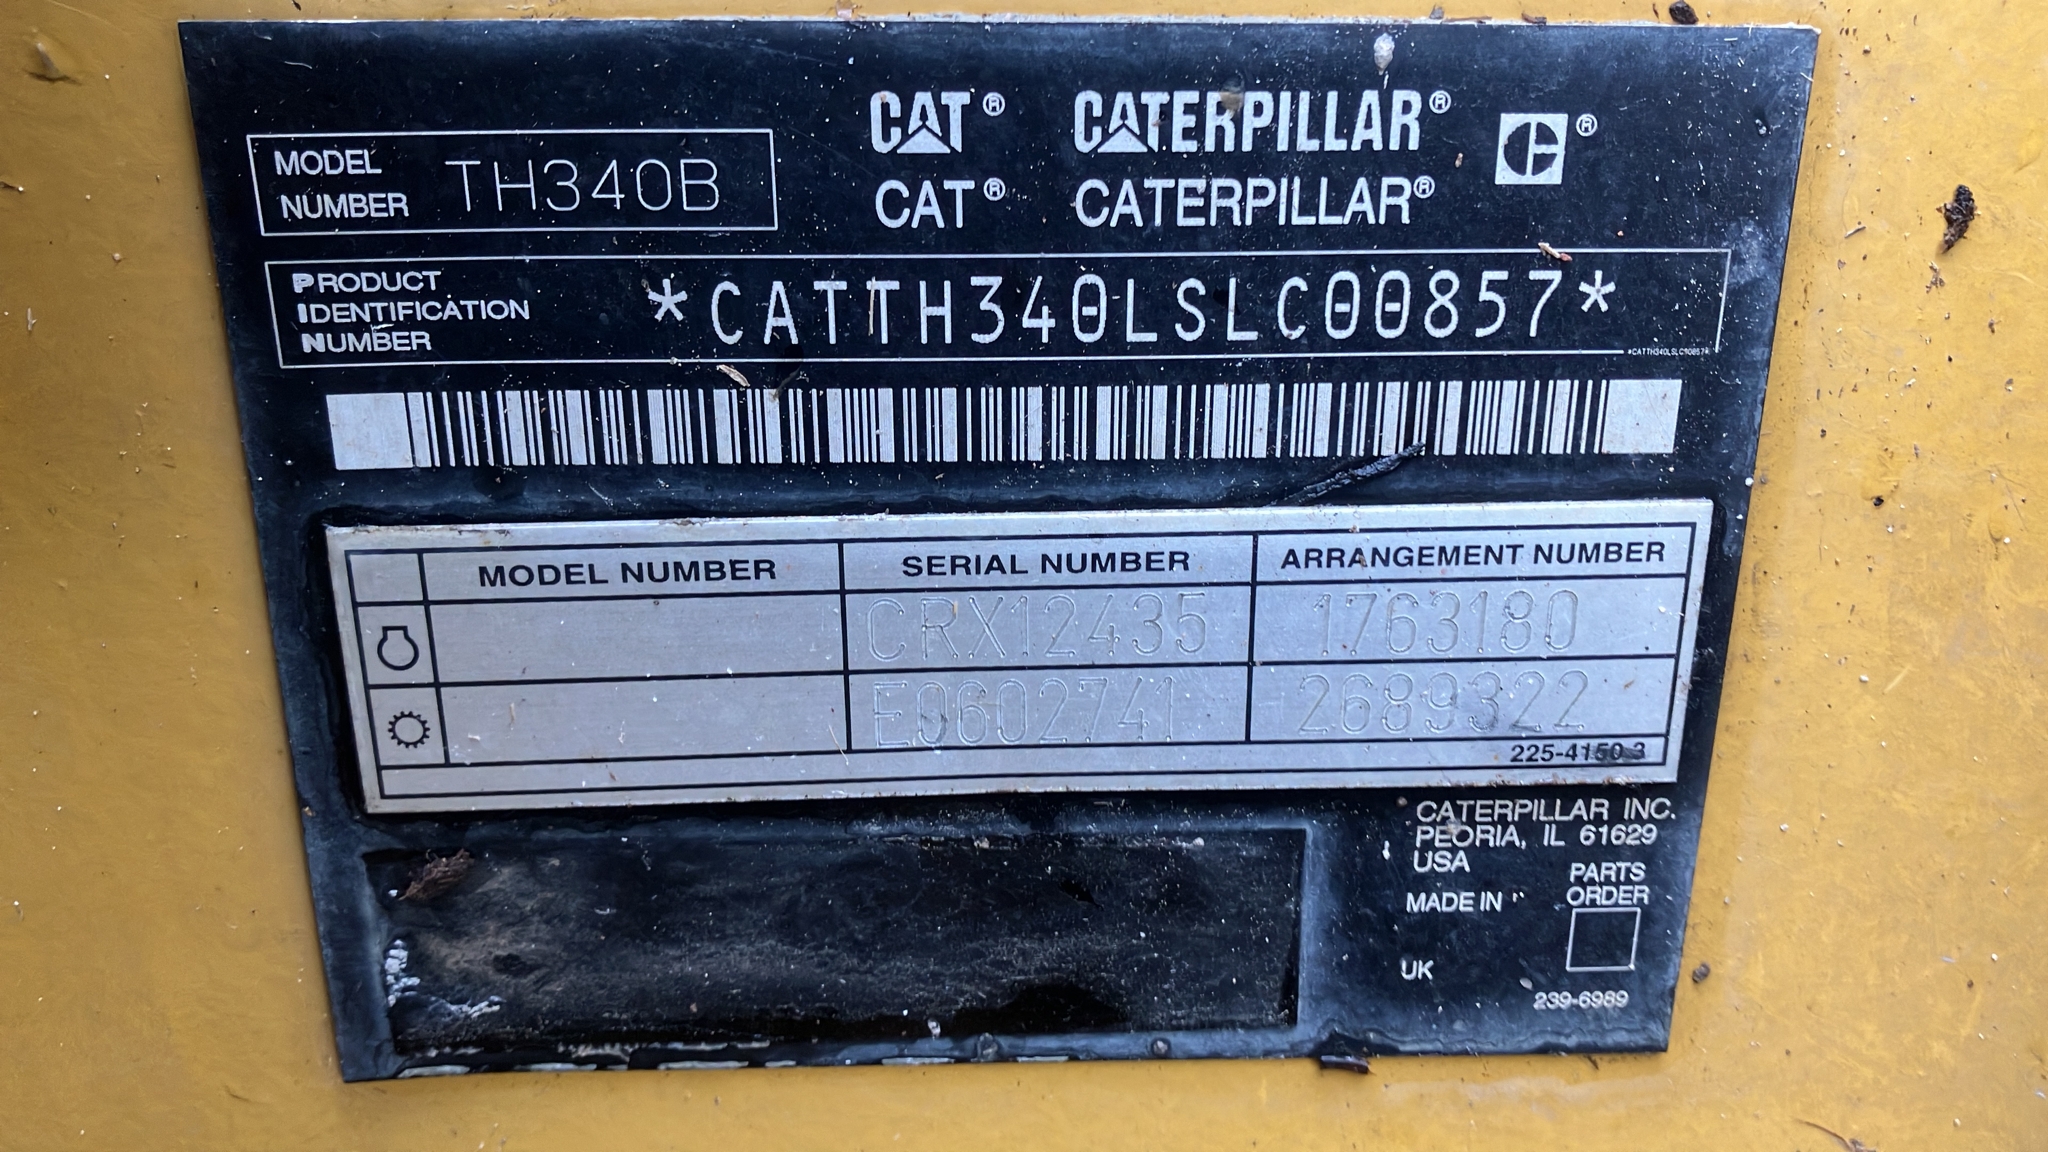 CAT® CATERPILLAR® ®
MODEL NUMBER TH340B
CAT® CATERPILLAR®
PRODUCT
IDENTIFICATION
NUMBER
*CATTH340LSLC00857*
*CATTH340LSLC00857*
MODEL NUMBER SERIAL NUMBER ARRANGEMENT NUMBER
CRX12435 1763180
E0602741 2689322
225-4150 3
CATERPILLAR INC.
PEORIA, IL 61629
USA
PARTS
ORDER
MADE IN
UK
239-6989